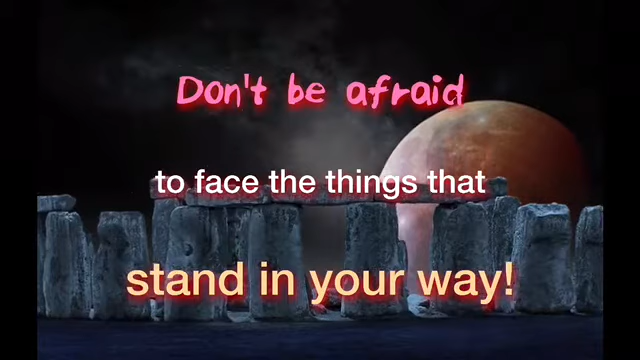 Don't be afraid
to face the things that
stand in your way!